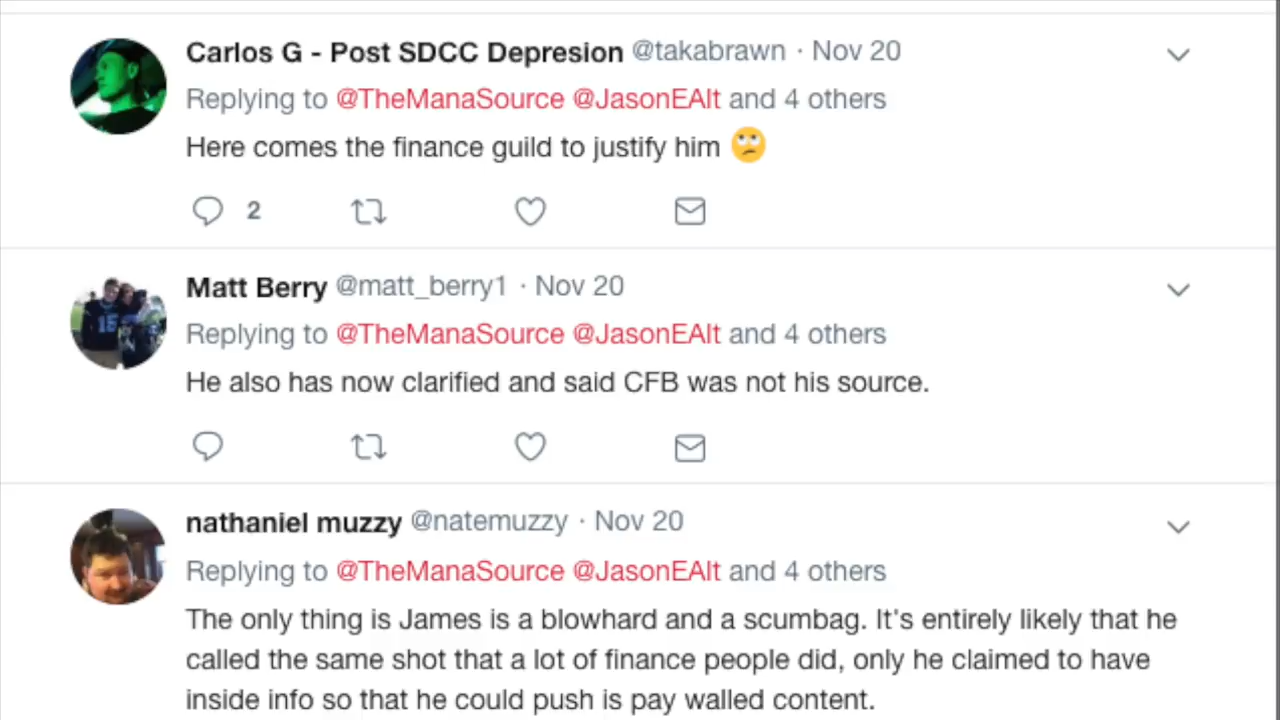 Carlos G - Post SDCC Depresion @takabrawn · Nov 20
Replying to @TheManaSource @JasonEAlt and 4 others
Here comes the finance guild to justify him 🙄
2
Matt Berry @matt_berry1 · Nov 20
Replying to @TheManaSource @JasonEAlt and 4 others
He also has now clarified and said CFB was not his source.
nathaniel muzzy @natemuzzy · Nov 20
Replying to @TheManaSource @JasonEAlt and 4 others
The only thing is James is a blowhard and a scumbag. It's entirely likely that he
called the same shot that a lot of finance people did, only he claimed to have
inside info so that he could push is pay walled content.